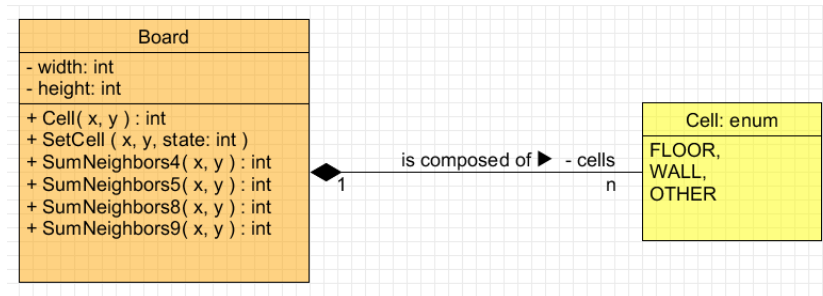 Board
- width: int
- height: int
+ Cell( x, y ) : int
+ SetCell ( x, y, state: int )
+ SumNeighbors4( x, y ) : int
+ SumNeighbors5( x, y ) : int
+ SumNeighbors8( x, y ) : int
+ SumNeighbors9( x, y ) : int
is composed of ▶ - cells
1
n
Cell: enum
FLOOR,
WALL,
OTHER